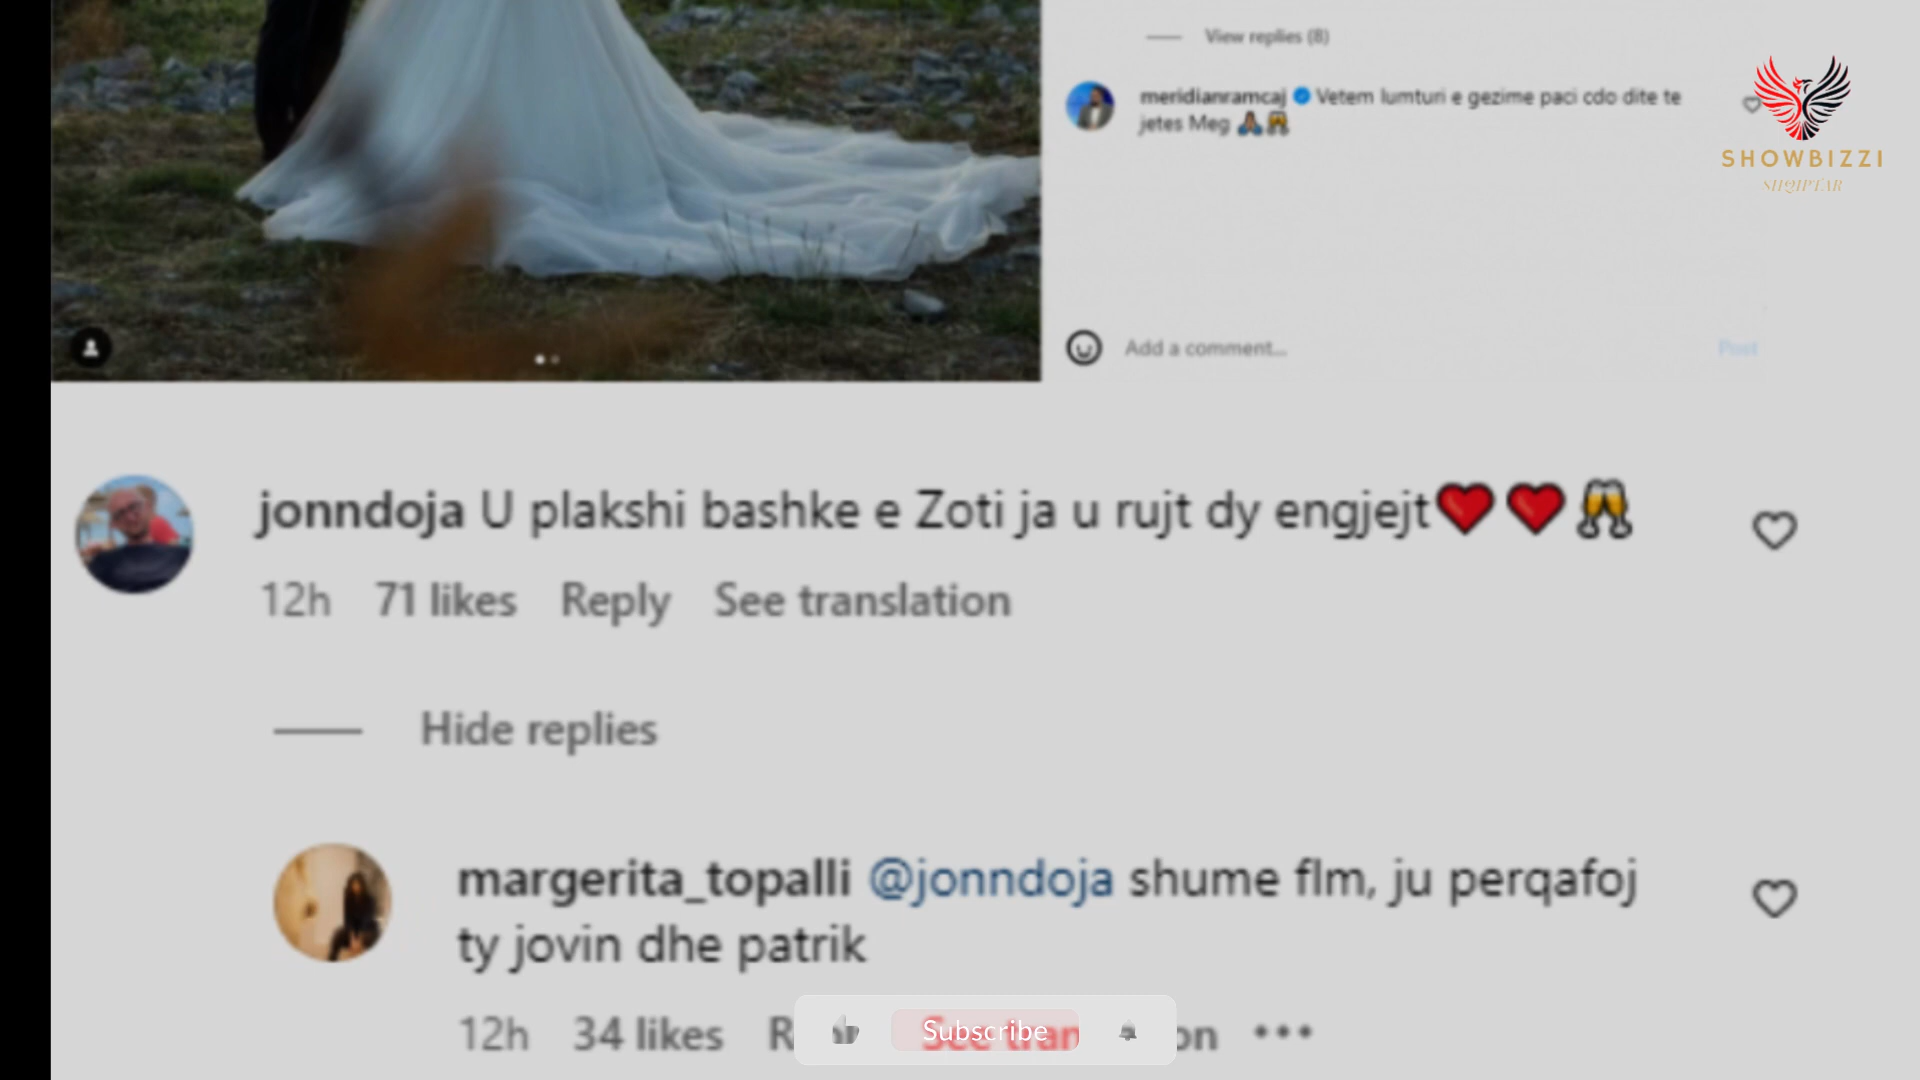 View replies (8)
meridianramcaj Vetem lumturi e gezime paci cdo dite te
jetes Meg
SHOWBIZZI
SHQIPTAR
Add a comment...
Post
jonndoja U plakshi bashke e Zoti ja u rujt dy engjejt
12h 71 likes Reply See translation
Hide replies
margerita_topalli @jonndoja shume flm, ju perqafoj
ty jovin dhe patrik
12h 34 likes
Subscribe